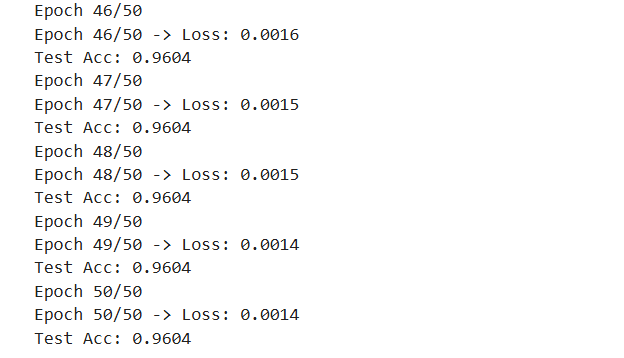 Epoch 46/50
Epoch 46/50 -> Loss: 0.0016
Test Acc: 0.9604
Epoch 47/50
Epoch 47/50 -> Loss: 0.0015
Test Acc: 0.9604
Epoch 48/50
Epoch 48/50 -> Loss: 0.0015
Test Acc: 0.9604
Epoch 49/50
Epoch 49/50 -> Loss: 0.0014
Test Acc: 0.9604
Epoch 50/50
Epoch 50/50 -> Loss: 0.0014
Test Acc: 0.9604